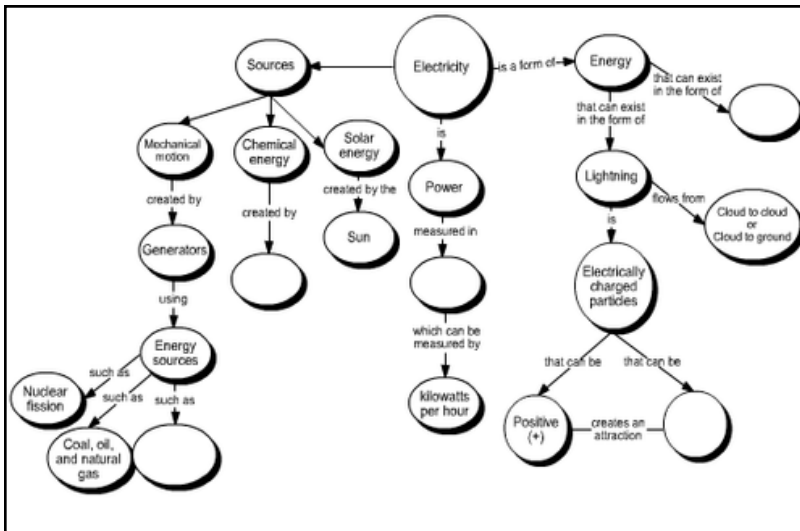 Electricity
Sources
is a form of
Energy
that can exist
in the form of
that can exist
in the form of
Mechanical
motion
Chemical
energy
Solar
energy
is
Power
Lightning
flows from
Cloud to cloud
or
Cloud to ground
created by
created by
created by the
Sun
measured in
is
Generators
Electrically
charged
particles
using
which can be
measured by
Energy
sources
such as
such as
such as
that can be
that can be
Nuclear
fission
kilowatts
per hour
Positive
(+)
creates an
attraction
Coal, oil,
and natural
gas